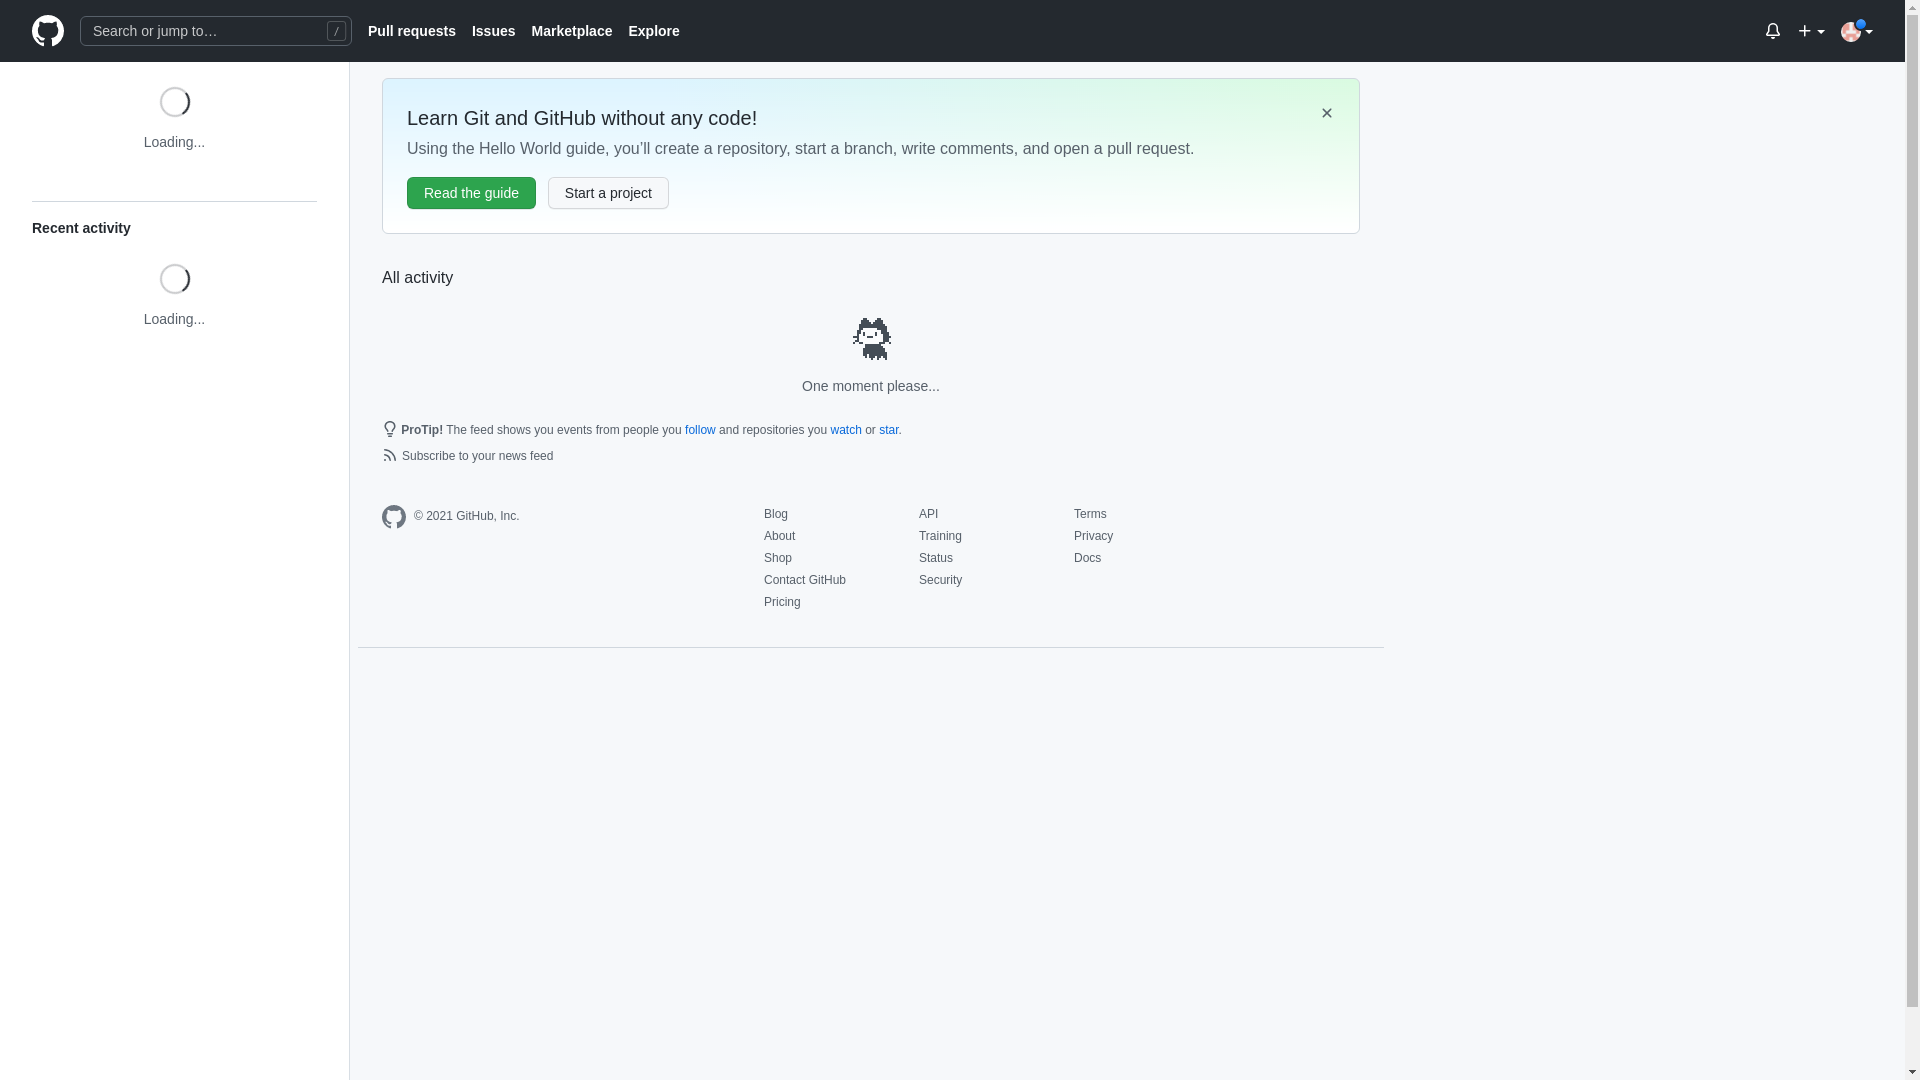 Search or jump to…
/
Pull requests
Issues
Marketplace
Explore
Loading...
Recent activity
Loading...
Learn Git and GitHub without any code!
Using the Hello World guide, you’ll create a repository, start a branch, write comments, and open a pull request.
Read the guide
Start a project
All activity
One moment please...
ProTip! The feed shows you events from people you follow and repositories you watch or star.
Subscribe to your news feed
© 2021 GitHub, Inc.
Blog
About
Shop
Contact GitHub
Pricing
API
Training
Status
Security
Terms
Privacy
Docs